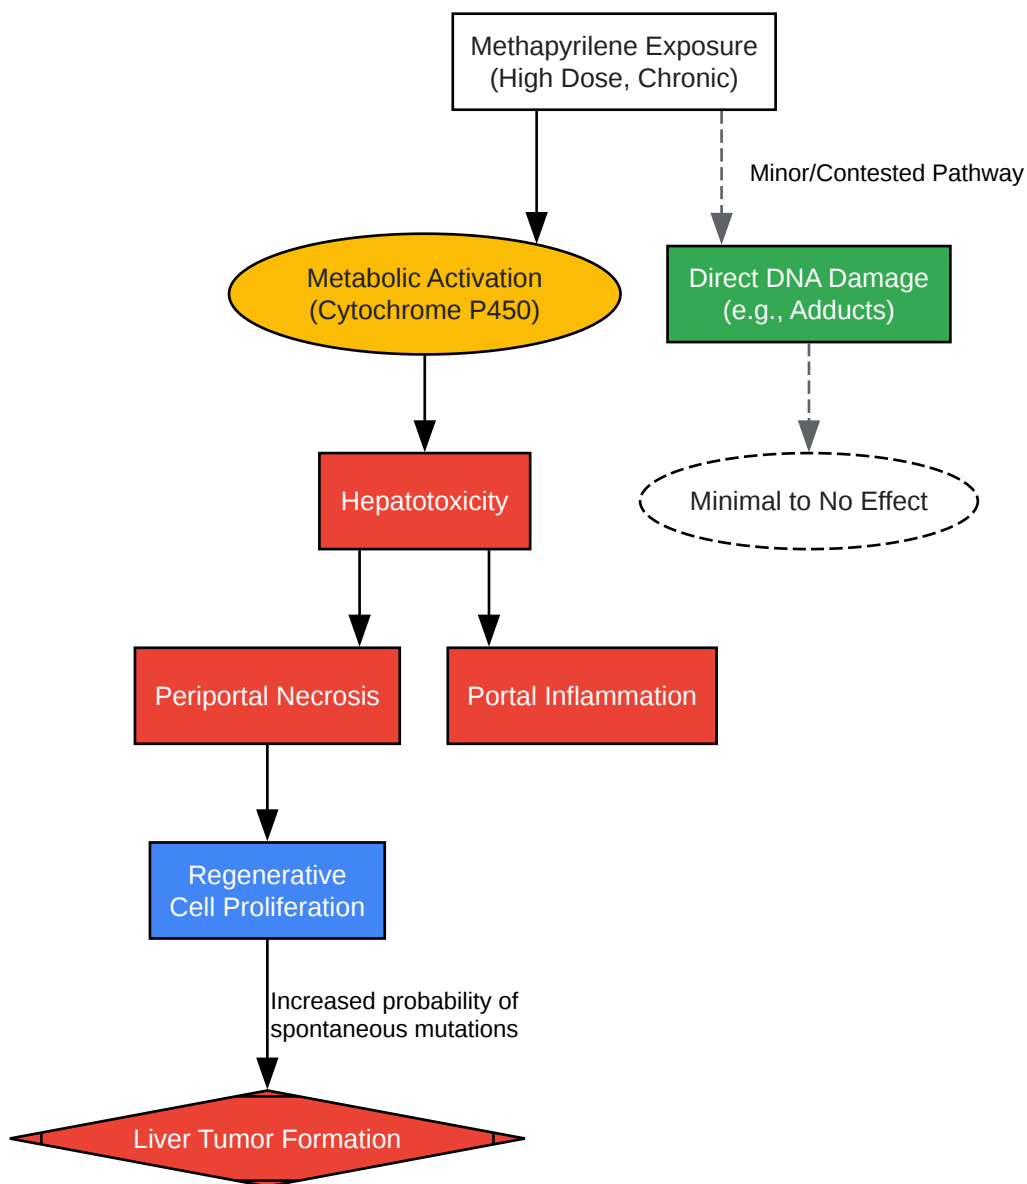 Methapyrilene Exposure
(High Dose, Chronic)
Minor/Contested Pathway
Metabolic Activation
(Cytochrome P450)
Direct DNA Damage
(e.g., Adducts)
Hepatotoxicity
Minimal to No Effect
Periportal Necrosis
Portal Inflammation
Regenerative
Cell Proliferation
Increased probability of
spontaneous mutations
Liver Tumor Formation